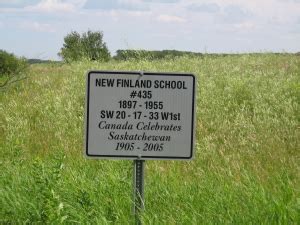 NEW FINLAND SCHOOL
#435
1897 - 1955
SW 20 - 17 - 33 W1st
Canada Celebrates
Saskatchewan
1905 - 2005